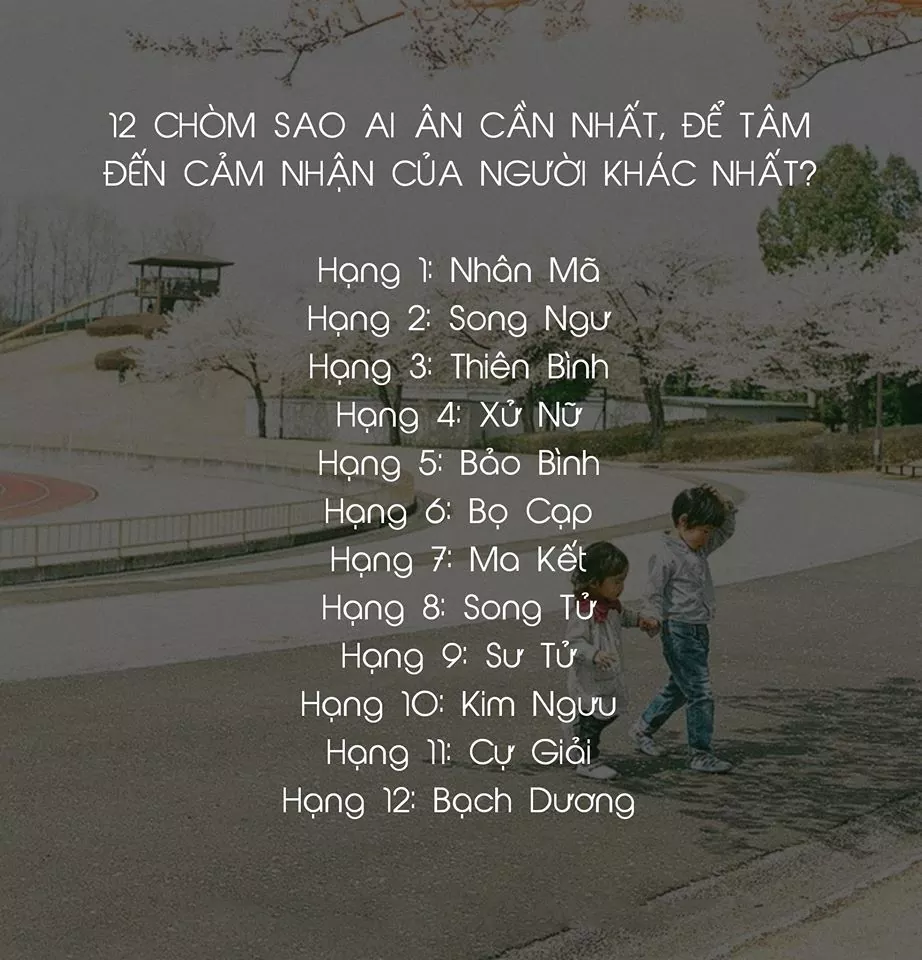 12 CHÒM SAO AI ÂN CẦN NHẤT, ĐỂ TÂM
ĐẾN CẢM NHẬN CỦA NGƯỜI KHÁC NHẤT?
Hạng 1: Nhân Mã
Hạng 2: Song Ngư
Hạng 3: Thiên Bình
Hạng 4: Xử Nữ
Hạng 5: Bảo Bình
Hạng 6: Bọ Cạp
Hạng 7: Ma Kết
Hạng 8: Song Tử
Hạng 9: Sư Tử
Hạng 10: Kim Ngưu
Hạng 11: Cự Giải
Hạng 12: Bạch Dương